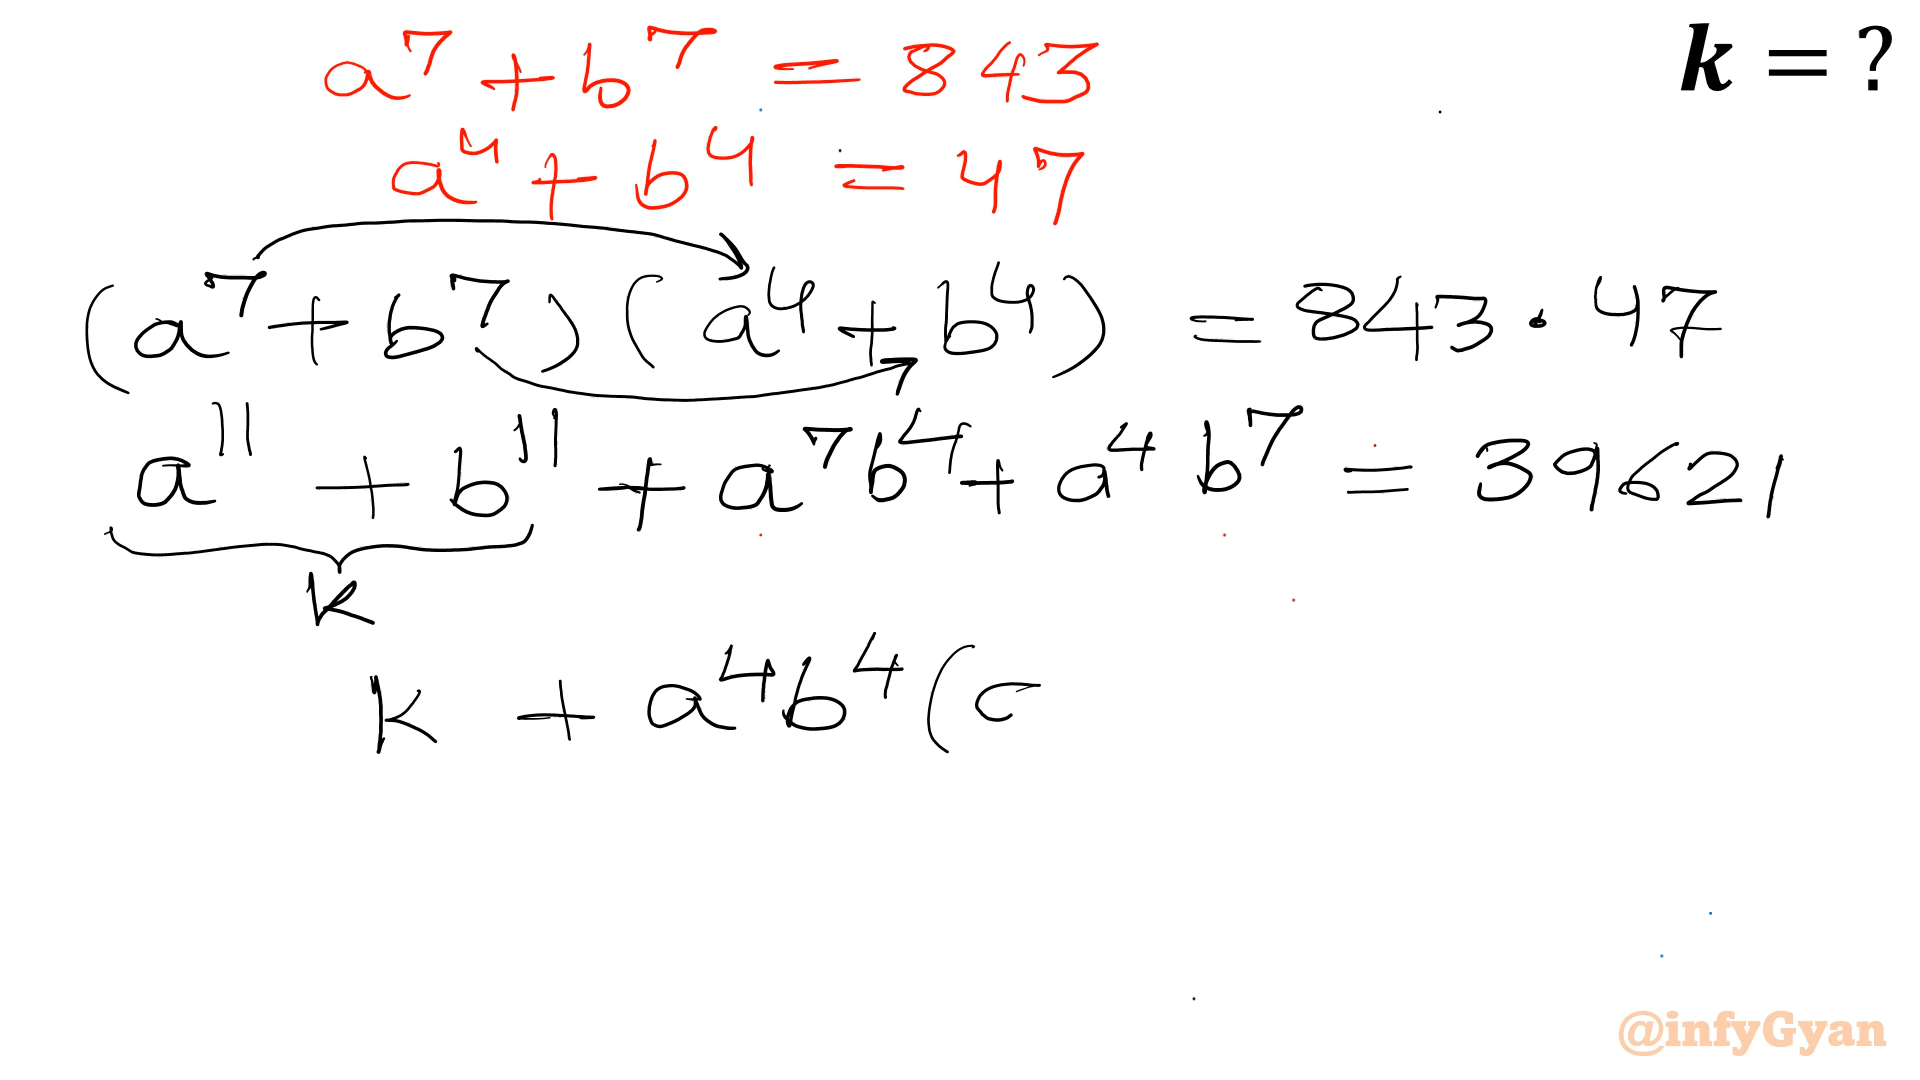 a⁷ + b⁷ = 843
k = ?
a⁴ + b⁴ = 47
(a⁷ + b⁷)(a⁴ + b⁴) = 843 · 47
a¹¹ + b¹¹ + a⁷b⁴ + a⁴b⁷ = 39621
k
k + a⁴b⁴(
@infyGyan